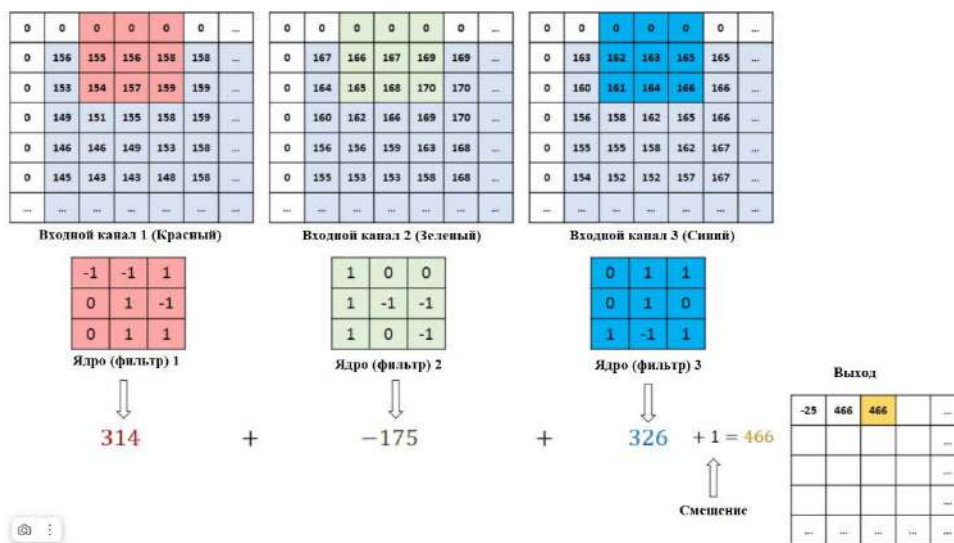 0 0 0 0 0 0 ...
0 156 155 156 158 158 ...
0 153 154 157 159 159 ...
0 149 151 155 158 159 ...
0 146 146 149 153 158 ...
0 145 143 143 148 158 ...
... ... ... ... ... ... ...
Входной канал 1 (Красный)
0 0 0 0 0 0 ...
0 167 166 167 169 169 ...
0 164 165 168 170 170 ...
0 160 162 166 169 170 ...
0 156 156 159 163 168 ...
0 155 153 153 158 168 ...
... ... ... ... ... ... ...
Входной канал 2 (Зеленый)
0 0 0 0 0 0 ...
0 163 162 163 165 165 ...
0 160 161 164 166 166 ...
0 156 158 162 165 166 ...
0 155 155 158 162 167 ...
0 154 152 152 157 167 ...
... ... ... ... ... ... ...
Входной канал 3 (Синий)
-1 -1 1
0 1 -1
0 1 1
Ядро (фильтр) 1
1 0 0
1 -1 -1
1 0 -1
Ядро (фильтр) 2
0 1 1
0 1 0
1 -1 1
Ядро (фильтр) 3
314 + −175 + 326 + 1 = 466
Смешение
Выход
-25 466 466 ...
...
...
...
... ... ... ... ...